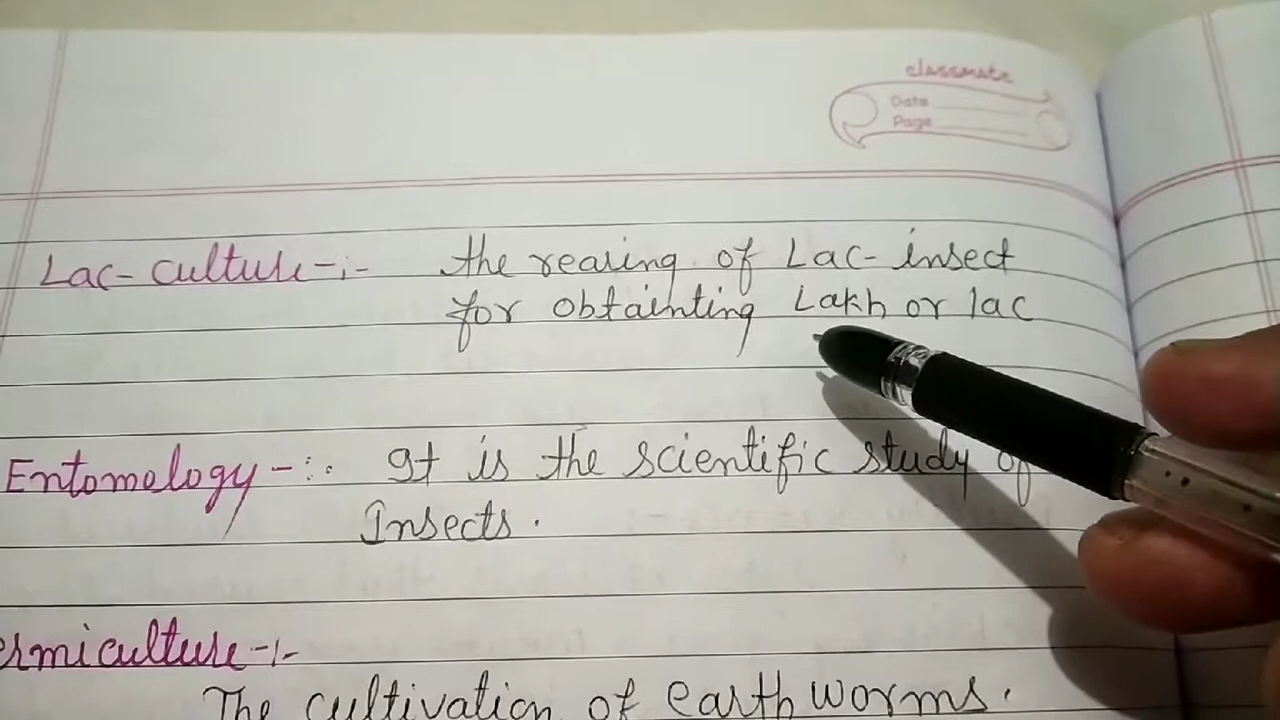 classmate
Date
Page
Lac-culture-:- the rearing of Lac-insect
for obtainting Lakh or lac
Entomology-:: It is the scientific study of
Insects.
ermiculture-:-
The cultivation of earthworms.